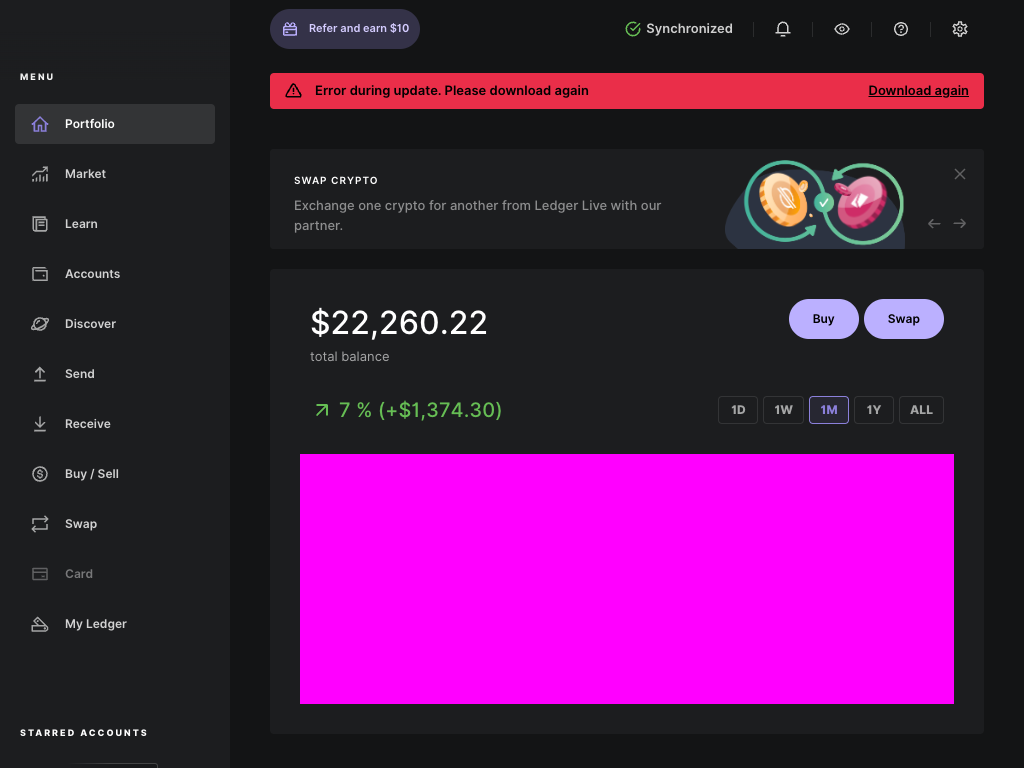 Refer and earn $10
Synchronized
MENU
Portfolio
Market
Learn
Accounts
Discover
Send
Receive
Buy / Sell
Swap
Card
My Ledger
STARRED ACCOUNTS
Error during update. Please download again
Download again
SWAP CRYPTO
Exchange one crypto for another from Ledger Live with our
partner.
$22,260.22
total balance
Buy
Swap
7 % (+$1,374.30)
1D
1W
1M
1Y
ALL